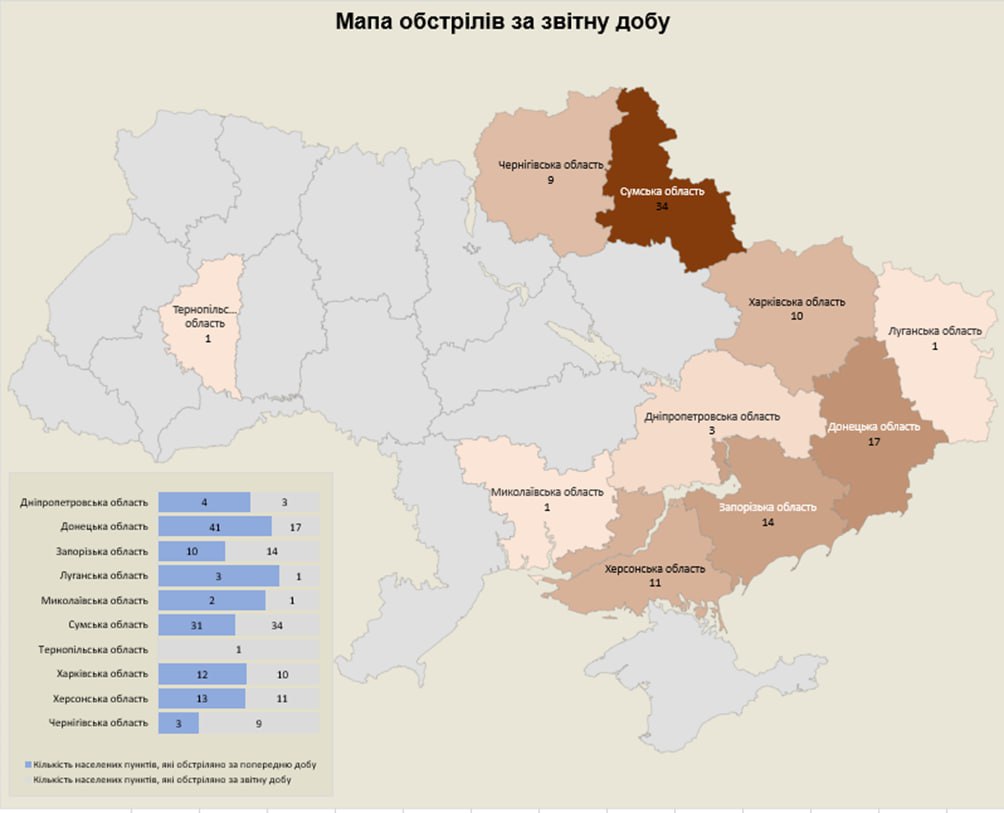 Мапа обстрілів за звітну добу
Чернігівська область
9
Сумська область
34
Харківська область
10
Тернопільс...
область
1
Луганська область
1
Дніпропетровська область
3
Донецька область
17
Миколаївська область
1
Запорізька область
14
Херсонська область
11
Дніпропетровська область 4 3
Донецька область 41 17
Запорізька область 10 14
Луганська область 3 1
Миколаївська область 2 1
Сумська область 31 34
Тернопільська область 1
Харківська область 12 10
Херсонська область 13 11
Чернігівська область 3 9
Кількість населених пунктів, які обстріляно за попередню добу
Кількість населених пунктів, які обстріляно за звітну добу